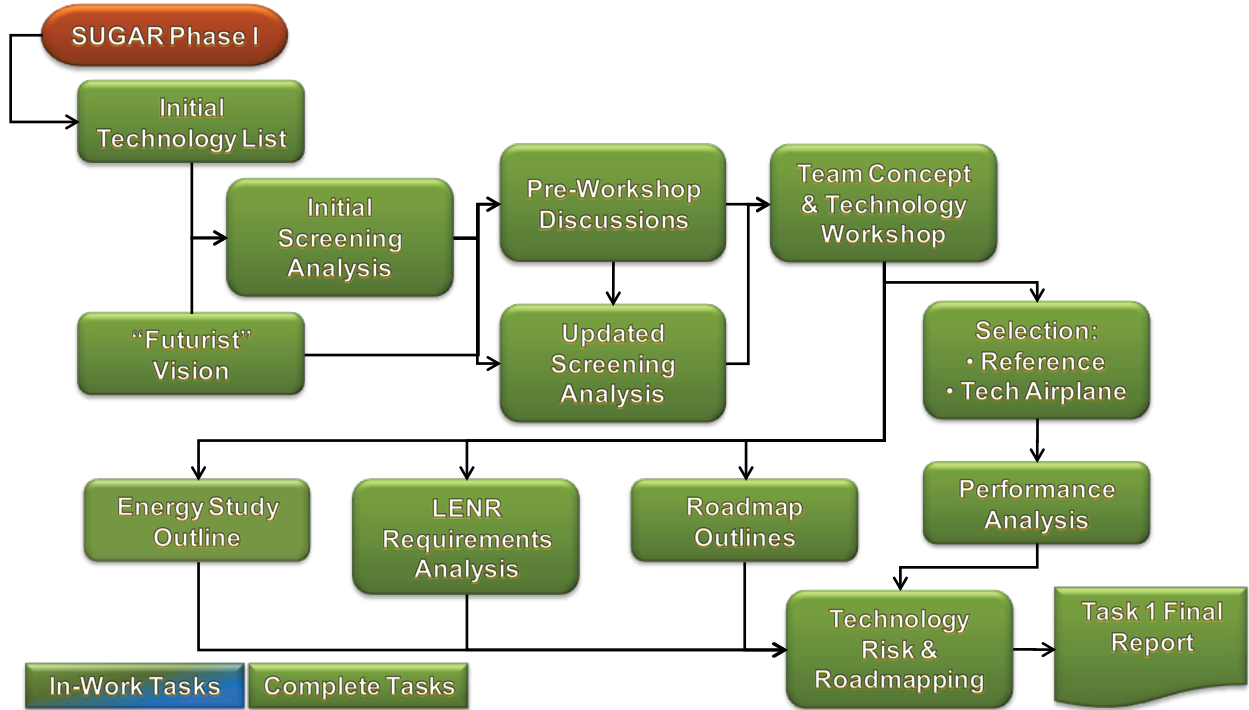 SUGAR Phase I
Initial
Technology List
Initial
Screening
Analysis
“Futurist”
Vision
Pre-Workshop
Discussions
Updated
Screening
Analysis
Team Concept
& Technology
Workshop
Selection:
• Reference
• Tech Airplane
Performance
Analysis
Energy Study
Outline
LENR
Requirements
Analysis
Roadmap
Outlines
Technology
Risk &
Roadmapping
Task 1 Final
Report
In-Work Tasks
Complete Tasks